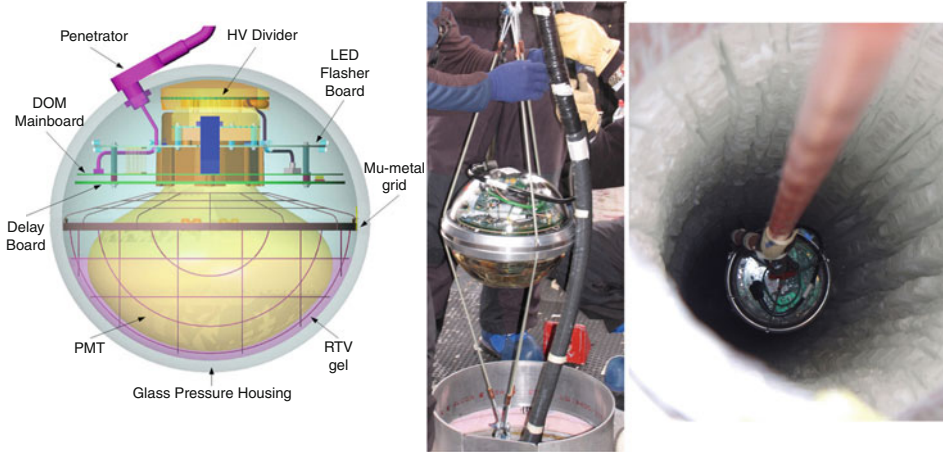 Penetrator
HV Divider
LED
Flasher
Board
DOM
Mainboard
Mu-metal
grid
Delay
Board
PMT
RTV
gel
Glass Pressure Housing